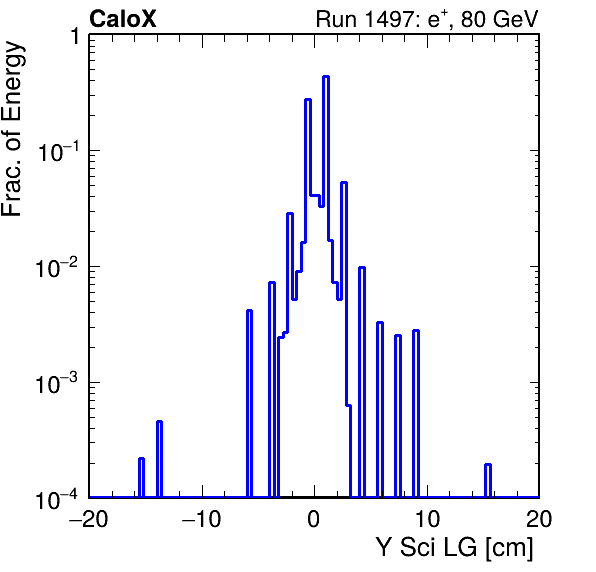 CaloX Run 1497: e⁺, 80 GeV
Frac. of Energy
1
10⁻¹
10⁻²
10⁻³
10⁻⁴
−20 −10 0 10 20
Y Sci LG [cm]